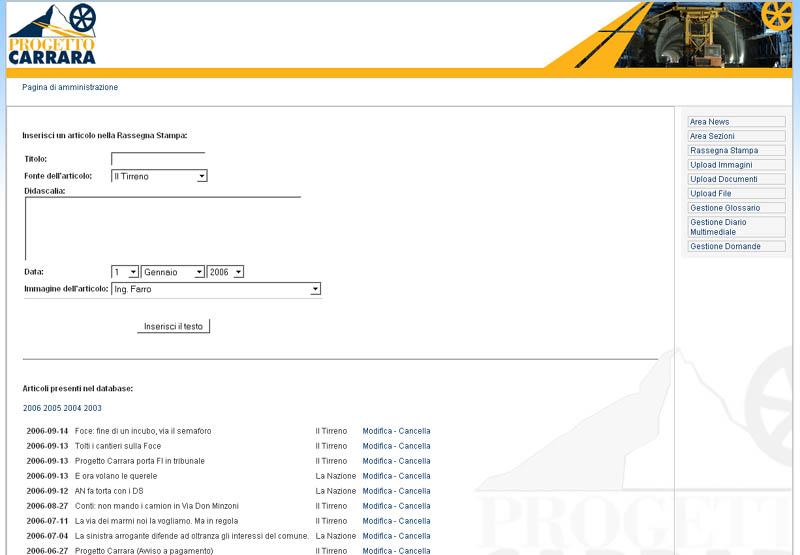 PROGETTO
CARRARA
Pagina di amministrazione
Inserisci un articolo nella Rassegna Stampa:
Titolo:
Fonte dell'articolo: Il Tirreno
Didascalia:
Data: 1 Gennaio 2006
Immagine dell'articolo: Ing. Farro
Inserisci il testo
Articoli presenti nel database:
2006 2005 2004 2003
2006-09-14 Foce: fine di un incubo, via il semaforo Il Tirreno Modifica - Cancella
2006-09-13 Tolti i cantieri sulla Foce Il Tirreno Modifica - Cancella
2006-09-13 Progetto Carrara porta FI in tribunale Il Tirreno Modifica - Cancella
2006-09-13 E ora volano le querele La Nazione Modifica - Cancella
2006-09-12 AN fa torta con i DS La Nazione Modifica - Cancella
2006-08-27 Conti: non mando i camion in Via Don Minzoni Il Tirreno Modifica - Cancella
2006-07-11 La via dei marmi noi la vogliamo. Ma in regola Il Tirreno Modifica - Cancella
2006-07-04 La sinistra arrogante difende ad oltranza gli interessi del comune. La Nazione Modifica - Cancella
2006-06-27 Progetto Carrara (Avviso a pagamento) Il Tirreno Modifica - Cancella
Area News
Area Sezioni
Rassegna Stampa
Upload Immagini
Upload Documenti
Upload File
Gestione Glossario
Gestione Diario
Multimediale
Gestione Domande
PROGETTO
CARRARA